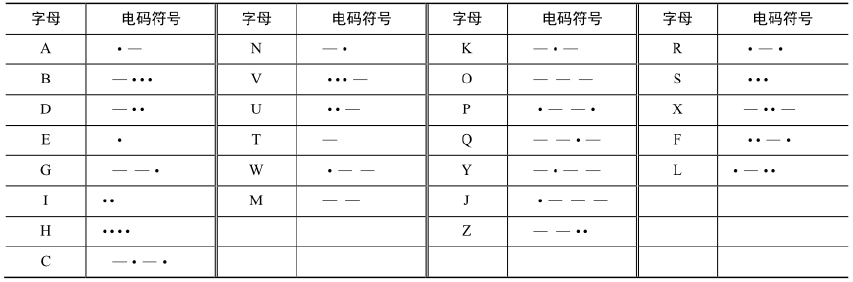 字母 电码符号 字母 电码符号 字母 电码符号 字母 电码符号
A •— N —• K —•— R •—•
B —••• V •••— O ——— S •••
D —•• U ••— P •——• X —••—
E • T — Q ——•— F ••—•
G ——• W •—— Y —•—— L •—••
I •• M —— J •———
H •••• Z ——••
C —•—•